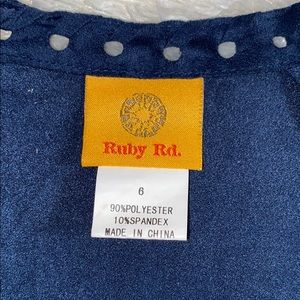 Ruby Rd.
6
90%POLYESTER
10%SPANDEX
MADE IN CHINA